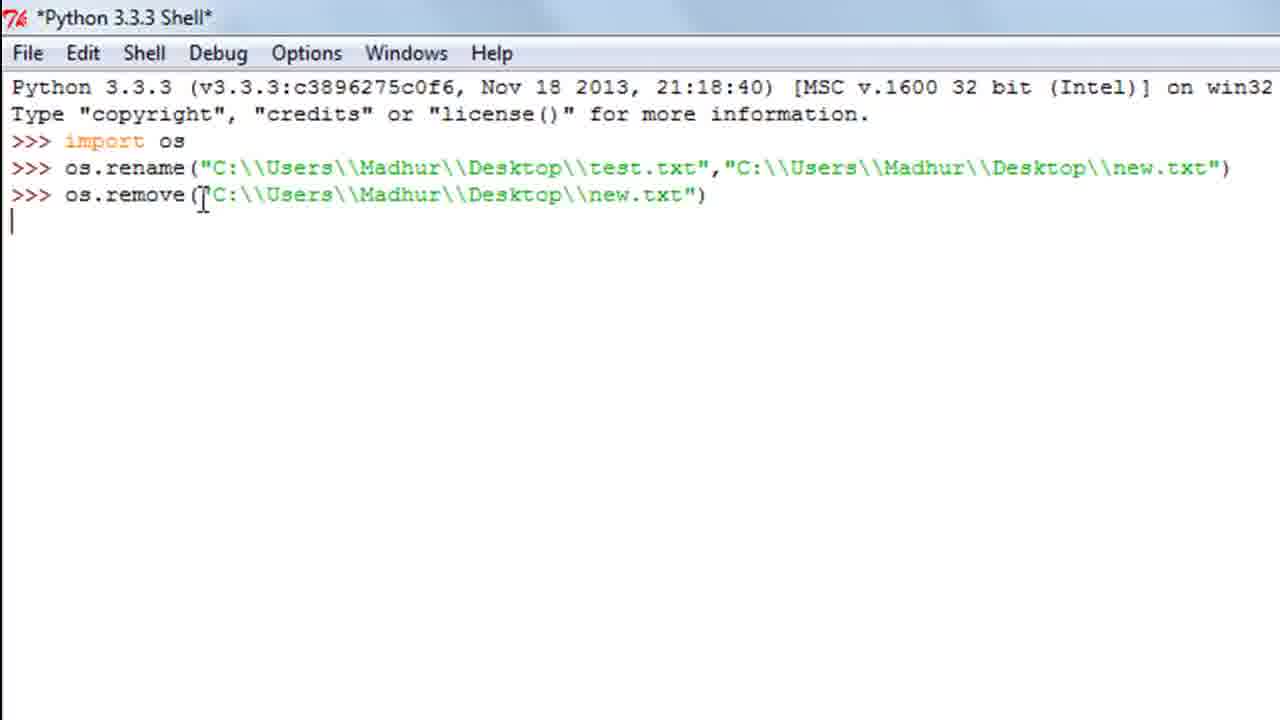 *Python 3.3.3 Shell*
File Edit Shell Debug Options Windows Help
Python 3.3.3 (v3.3.3:c3896275c0f6, Nov 18 2013, 21:18:40) [MSC v.1600 32 bit (Intel)] on win32
Type "copyright", "credits" or "license()" for more information.
>>> import os
>>> os.rename("C:\\Users\\Madhur\\Desktop\\test.txt","C:\\Users\\Madhur\\Desktop\\new.txt")
>>> os.remove("C:\\Users\\Madhur\\Desktop\\new.txt")